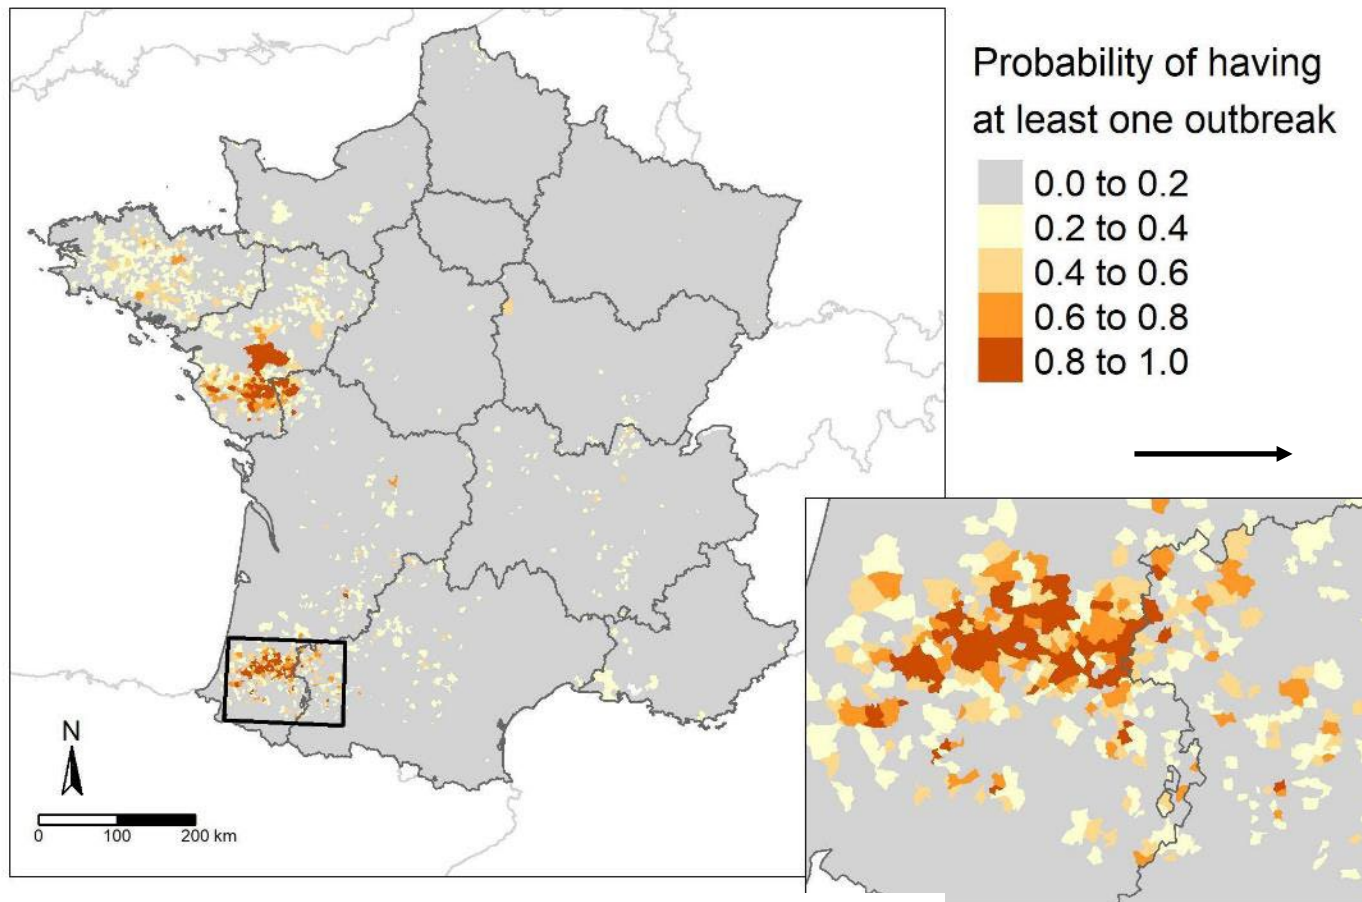 Probability of having
at least one outbreak
0.0 to 0.2
0.2 to 0.4
0.4 to 0.6
0.6 to 0.8
0.8 to 1.0
N
0 100 200 km